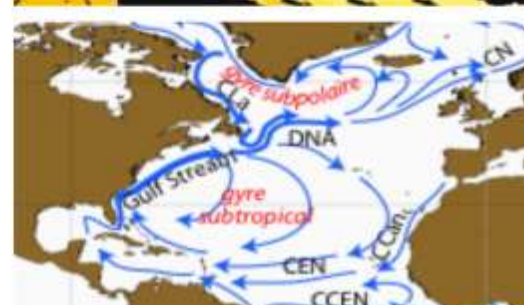 CN
gyre subpolaire
CLa
DNA
Gulf Stream
gyre
subtropical
CCan
CEN
CCEN